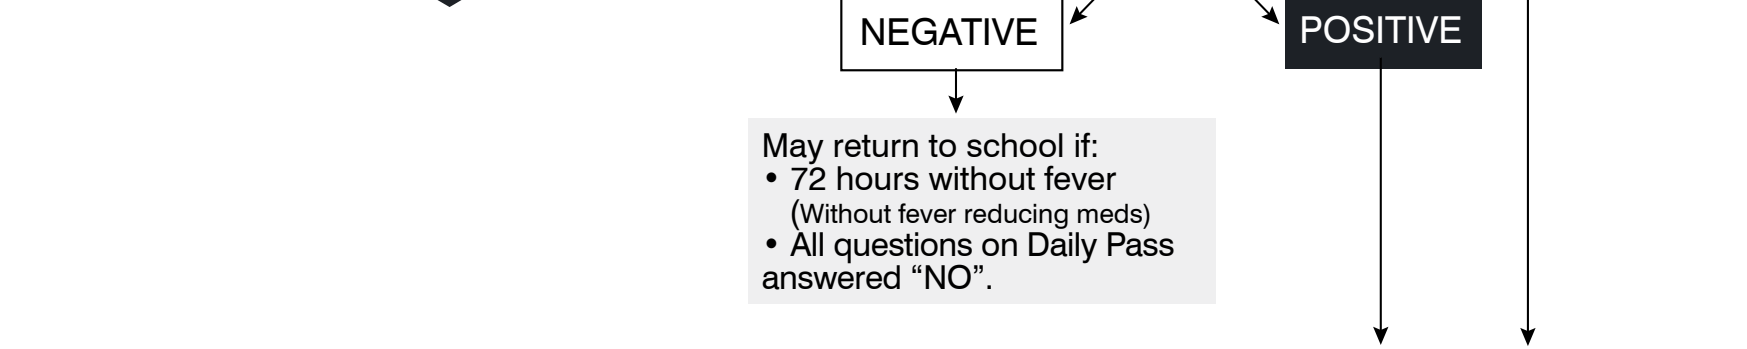 NEGATIVE
POSITIVE
May return to school if:
• 72 hours without fever
(Without fever reducing meds)
• All questions on Daily Pass
answered “NO”.